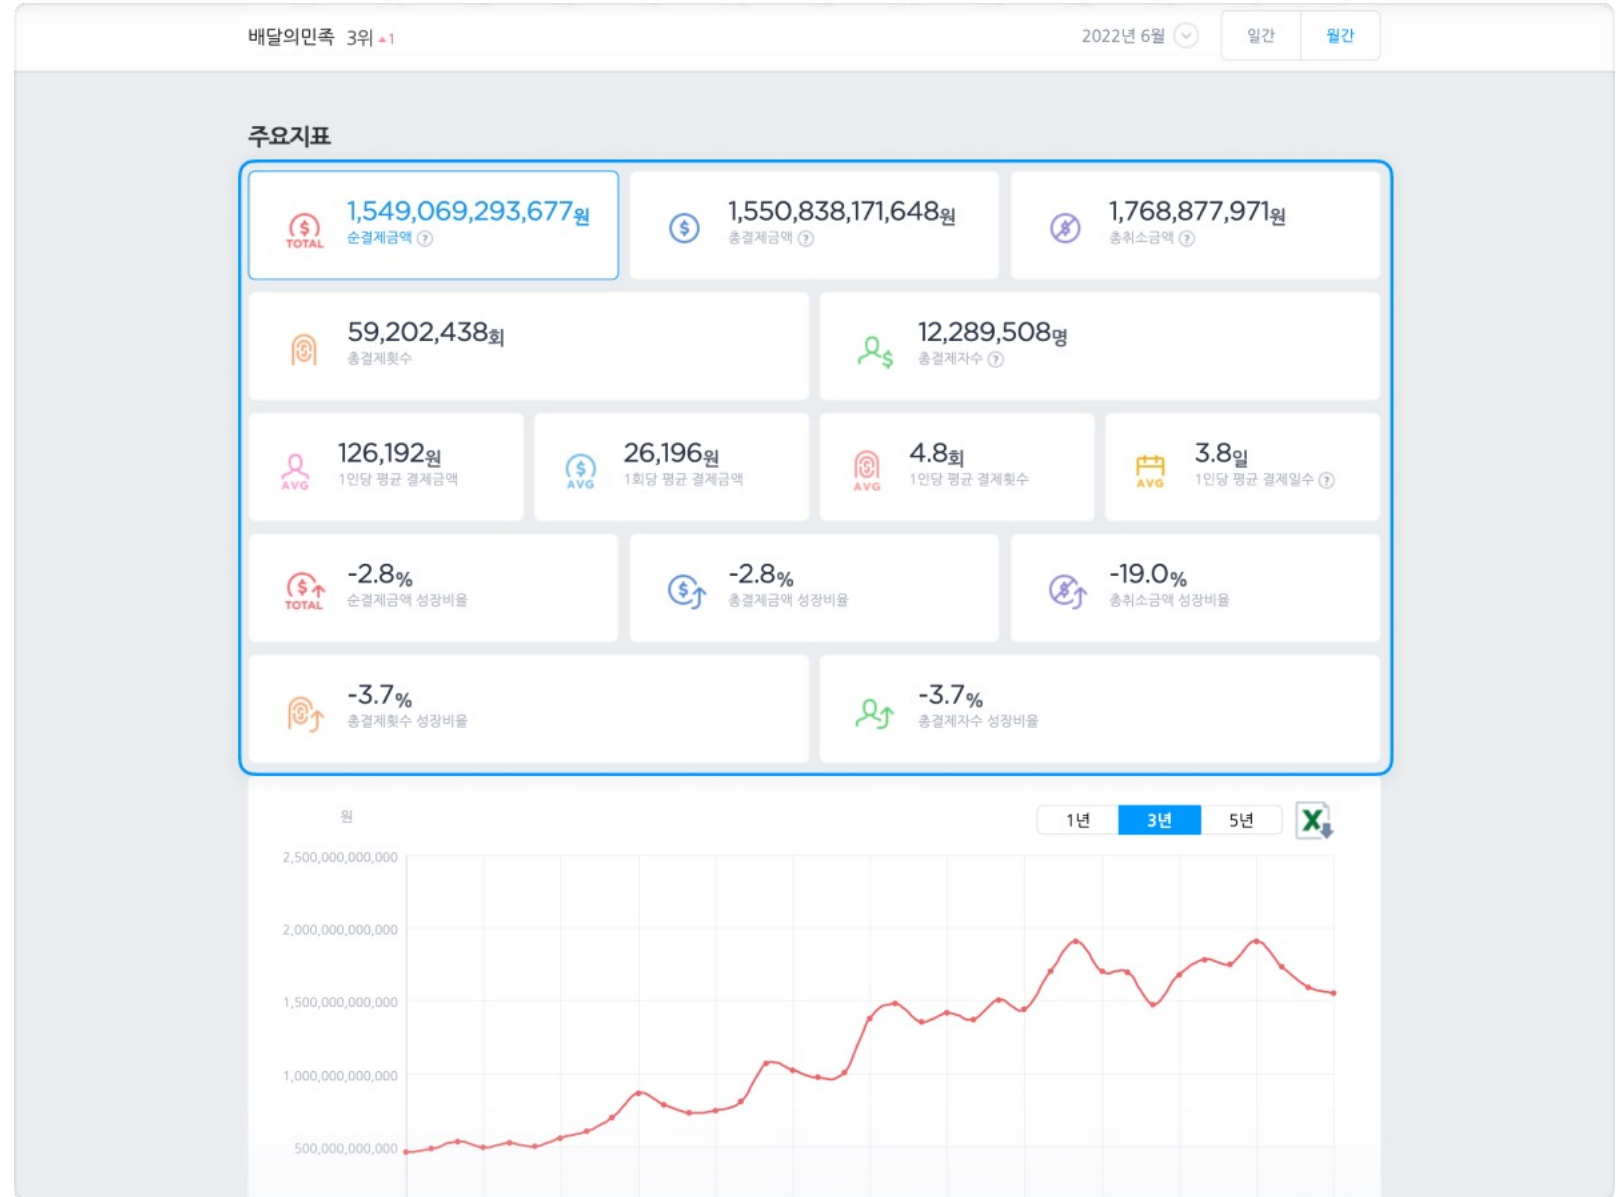 배달의민족 3위 ▲1
2022년 6월 일간 월간
주요지표
TOTAL
1,549,069,293,677원
순결제금액 ?
1,550,838,171,648원
총결제금액 ?
1,768,877,971원
총취소금액 ?
59,202,438회
총결제횟수
12,289,508명
총결제자수 ?
AVG
126,192원
1인당 평균 결제금액
AVG
26,196원
1회당 평균 결제금액
AVG
4.8회
1인당 평균 결제횟수
AVG
3.8일
1인당 평균 결제일수 ?
TOTAL
-2.8%
순결제금액 성장비율
-2.8%
총결제금액 성장비율
-19.0%
총취소금액 성장비율
-3.7%
총결제횟수 성장비율
-3.7%
총결제자수 성장비율
원
1년 3년 5년
X
2,500,000,000,000
2,000,000,000,000
1,500,000,000,000
1,000,000,000,000
500,000,000,000